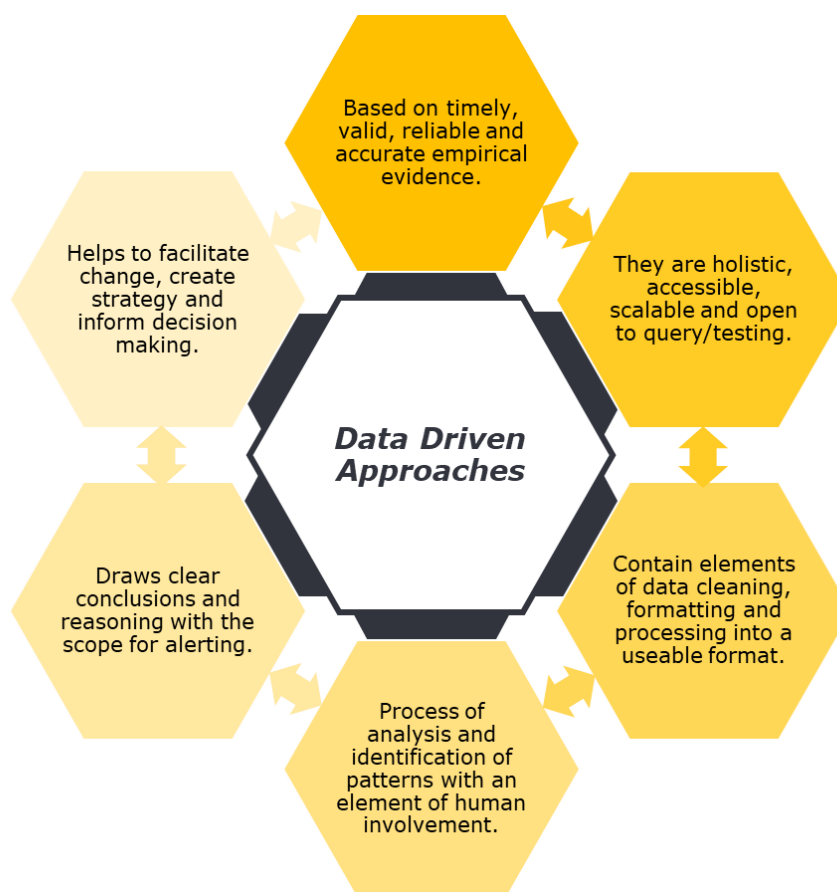 Based on timely,
valid, reliable and
accurate empirical
evidence.
They are holistic,
accessible,
scalable and open
to query/testing.
Contain elements
of data cleaning,
formatting and
processing into a
useable format.
Process of
analysis and
identification of
patterns with an
element of human
involvement.
Draws clear
conclusions and
reasoning with the
scope for alerting.
Helps to facilitate
change, create
strategy and
inform decision
making.
Data Driven
Approaches